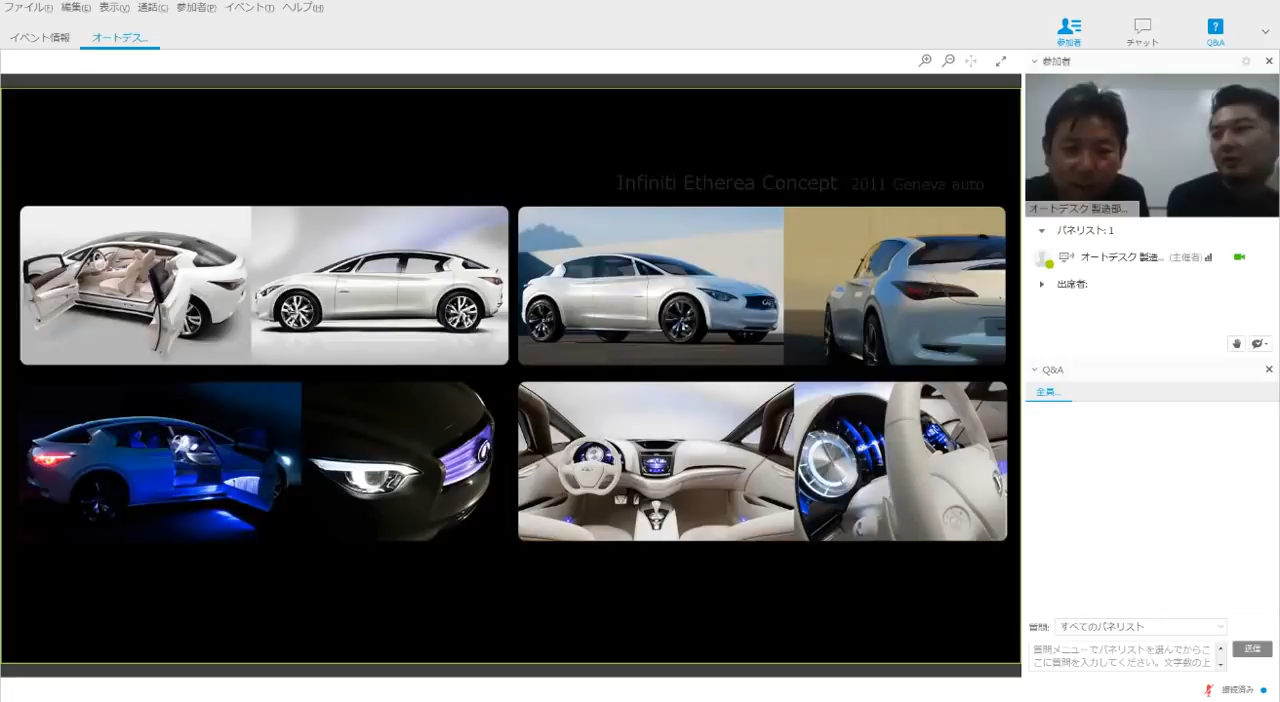 ファイル(F) 編集(E) 表示(V) 通話(C) 参加者(P) イベント(T) ヘルプ(H)
イベント情報 オートデス...
参加者 チャット Q&A
参加者
Infiniti Etherea Concept 2011 Geneva auto
オートデスク 製造部...
パネリスト: 1
オートデスク 製造... (主催者)
出席者:
Q&A
全員...
質問: すべてのパネリスト
質問メニューでパネリストを選んでからこ
こに質問を入力してください。文字数の上
送信
接続済み